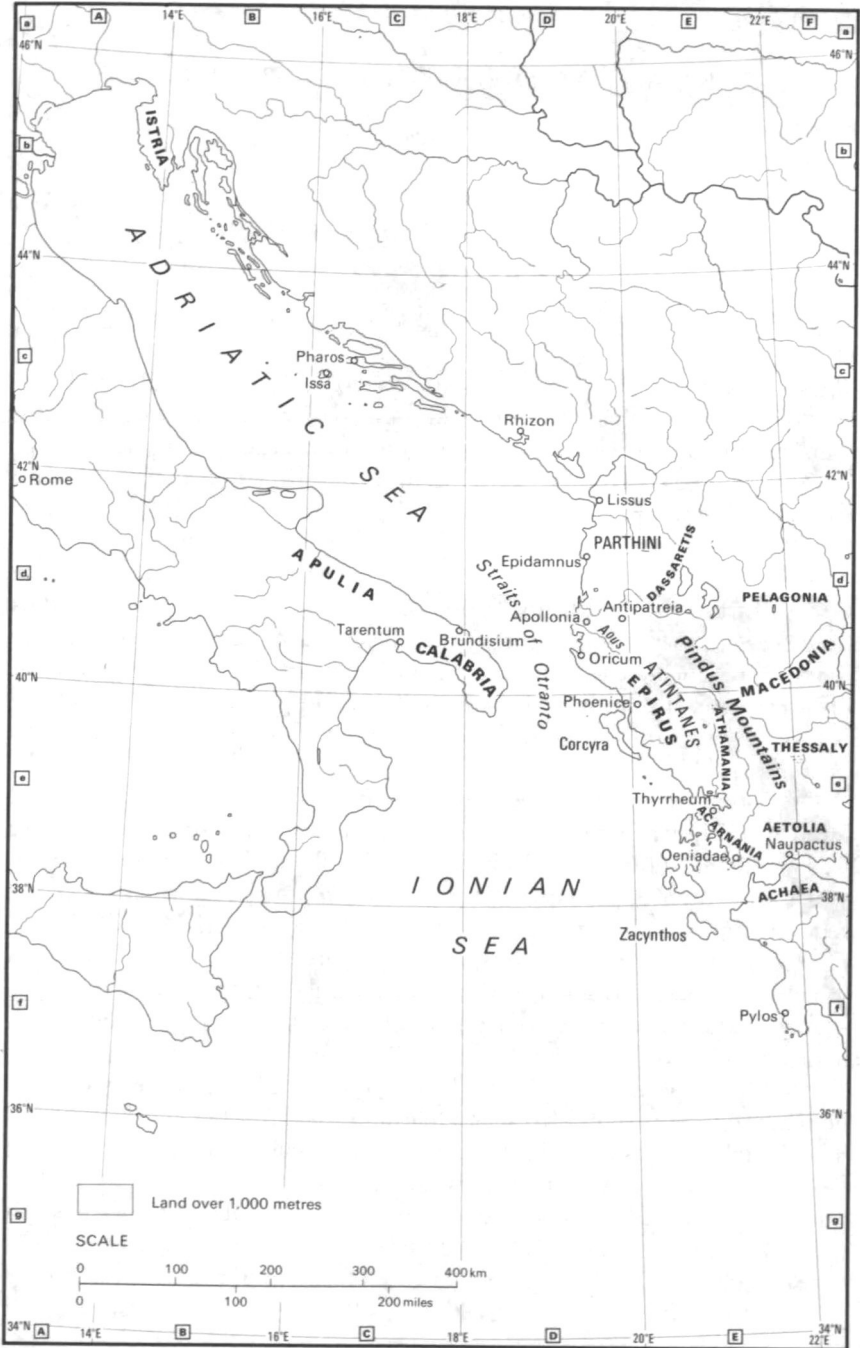 A B C D E F
14°E 16°E 18°E 20°E 22°E
a a
46°N 46°N
ISTRIA
b b
44°N 44°N
ADRIATIC SEA
c c
Pharos
Issa
Rhizon
42°N 42°N
Rome
Lissus
PARTHINI
Epidamnus
DASSARETIS
d d
APULIA
Straits of Otranto
PELAGONIA
Antipatreia
Apollonia
Tarentum
Brundisium
Aous
CALABRIA
Oricum
Pindus Mountains
MACEDONIA
40°N 40°N
ATINTANES
EPIRUS
Phoenice
ATHAMANIA
Corcyra
THESSALY
e e
Thyrrheum
ACARNANIA
AETOLIA
Naupactus
Oeniadae
38°N 38°N
IONIAN
ACHAEA
Zacynthos
SEA
f f
Pylos
36°N 36°N
Land over 1,000 metres
g g
SCALE
0 100 200 300 400 km
0 100 200 miles
34°N 34°N
A B C D E
14°E 16°E 18°E 20°E 22°E